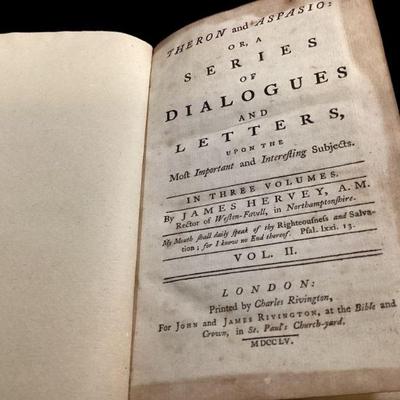 THERON and ASPASIO:
OR, A
SERIES
OF
DIALOGUES
AND
LETTERS,
UPON THE
Most Important and Interesting Subjects.
IN THREE VOLUMES.
By JAMES HERVEY, A. M.
Rector of Weston-Favell, in Northamptonshire.
My Mouth shall daily speak of thy Righteousness and Salva-
tion; for I know no End thereof. Psal. lxxi. 13.
VOL. II.
LONDON:
Printed by Charles Rivington,
For JOHN and JAMES RIVINGTON, at the Bible and
Crown, in St. Paul's Church-yard.
MDCCLV.